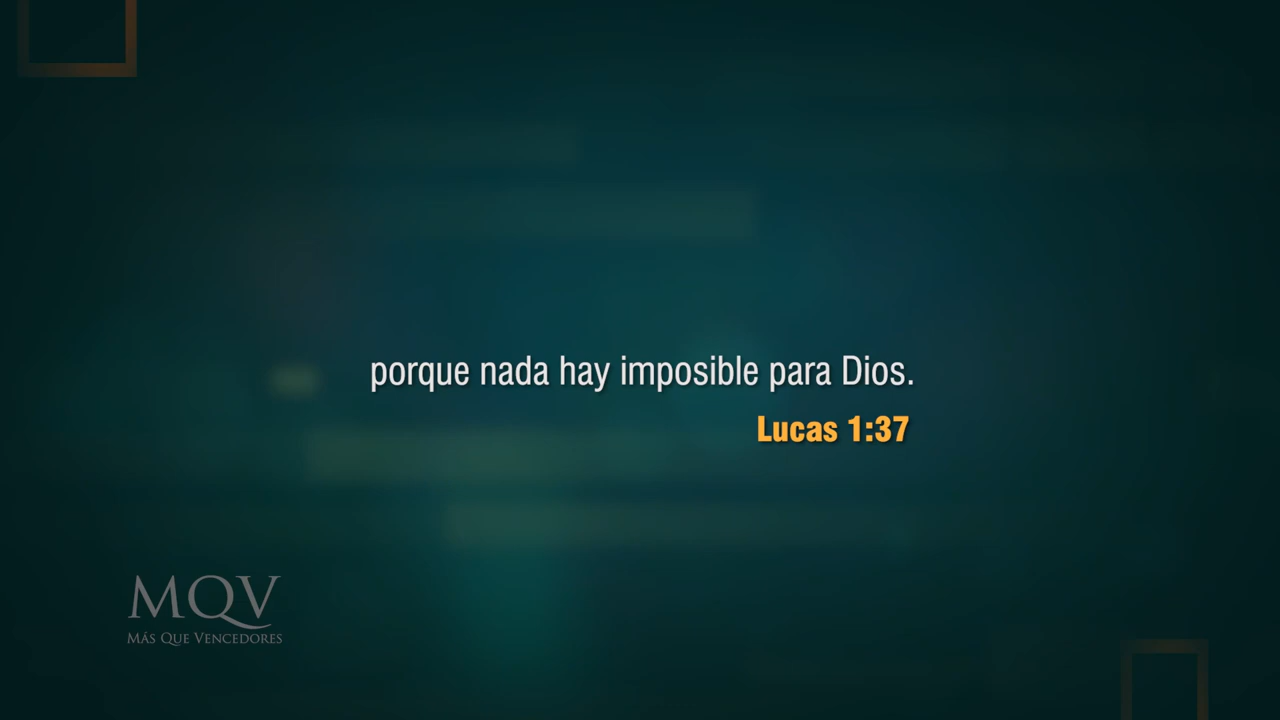 porque nada hay imposible para Dios.
Lucas 1:37
MQV
MÁS QUE VENCEDORES